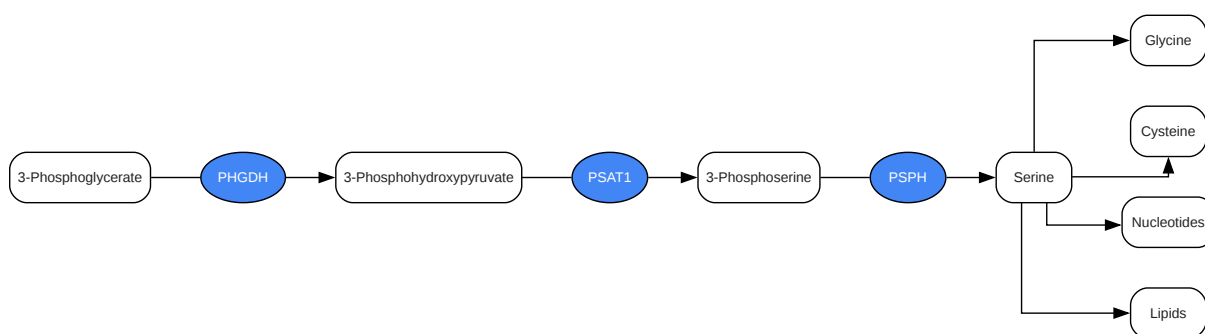 Glycine
Cysteine
3-Phosphoglycerate
PHGDH
3-Phosphohydroxypyruvate
PSAT1
3-Phosphoserine
PSPH
Serine
Nucleotides
Lipids